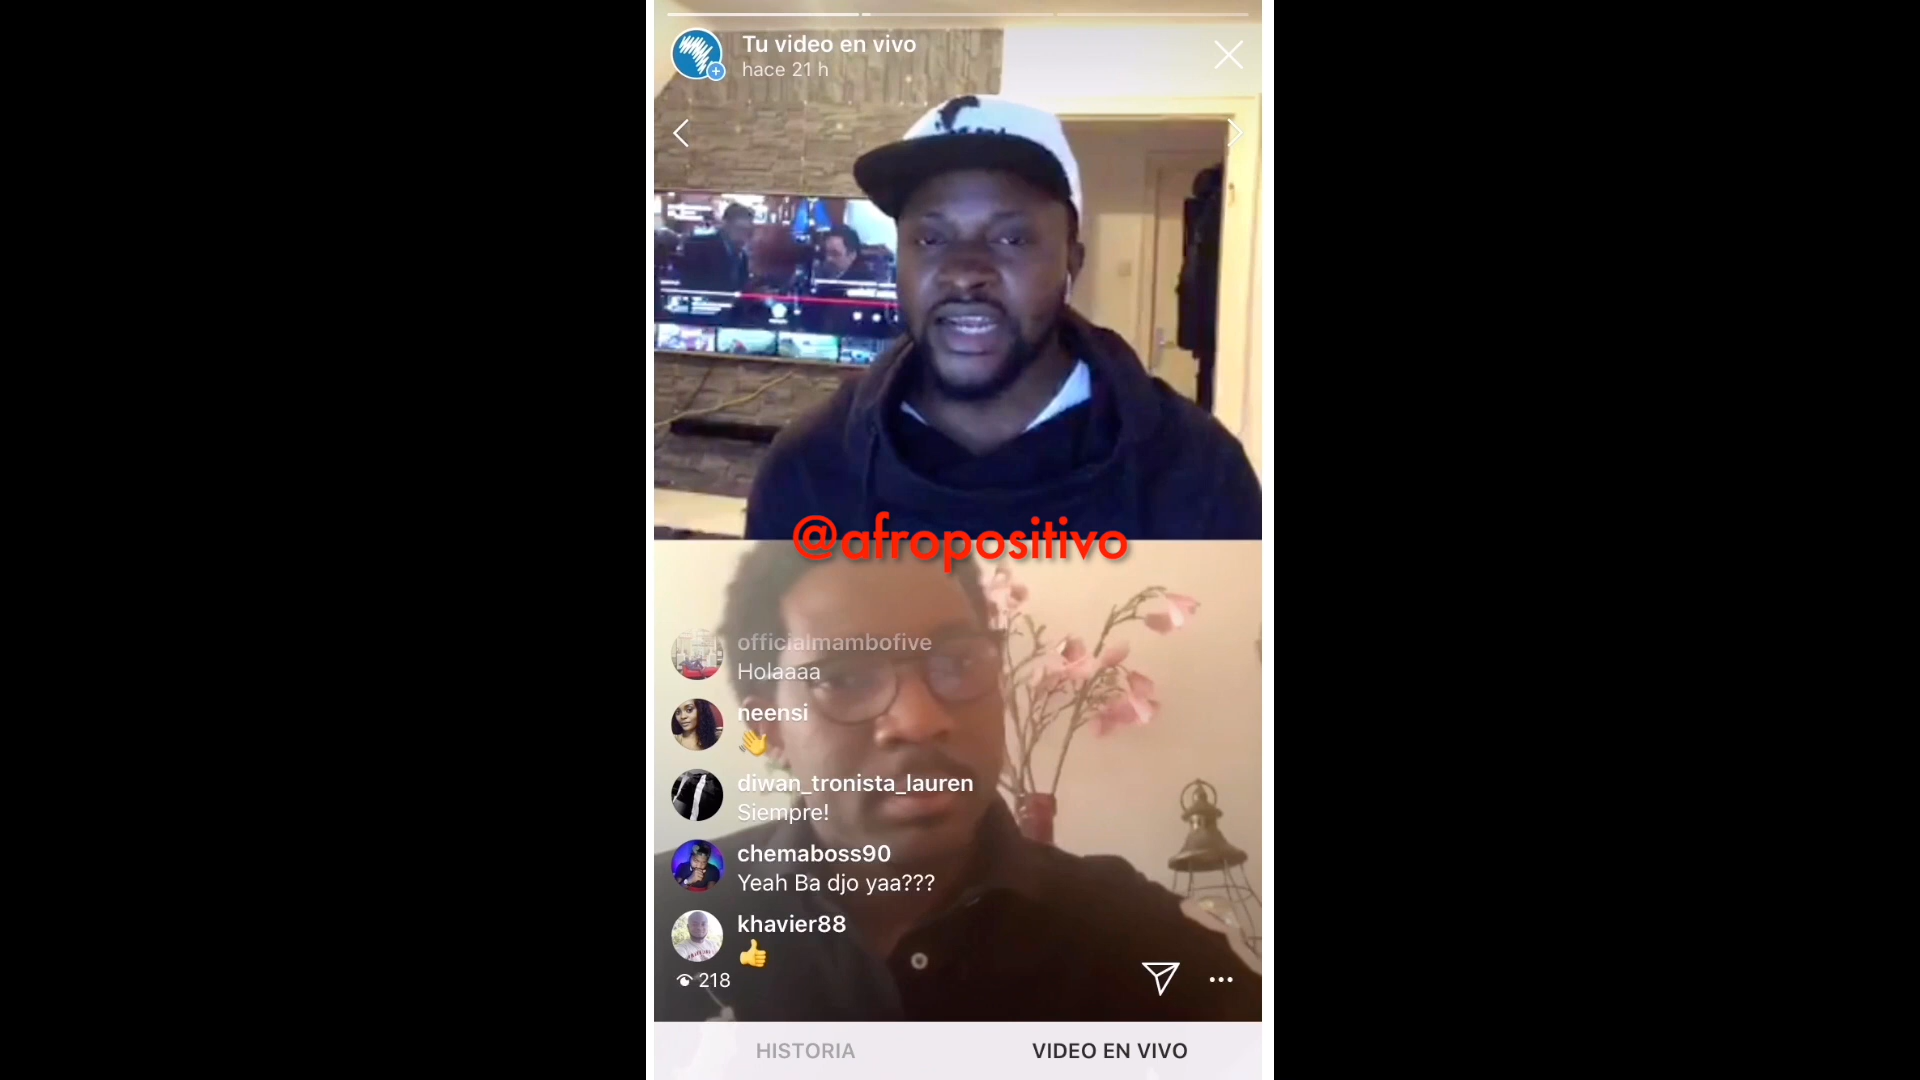 Tu video en vivo
hace 21 h
@afropositivo
officialmambofive
Holaaaa
neensi
👋
diwan_tronista_lauren
Siempre!
chemaboss90
Yeah Ba djo yaa???
khavier88
👍
218
HISTORIA
VIDEO EN VIVO